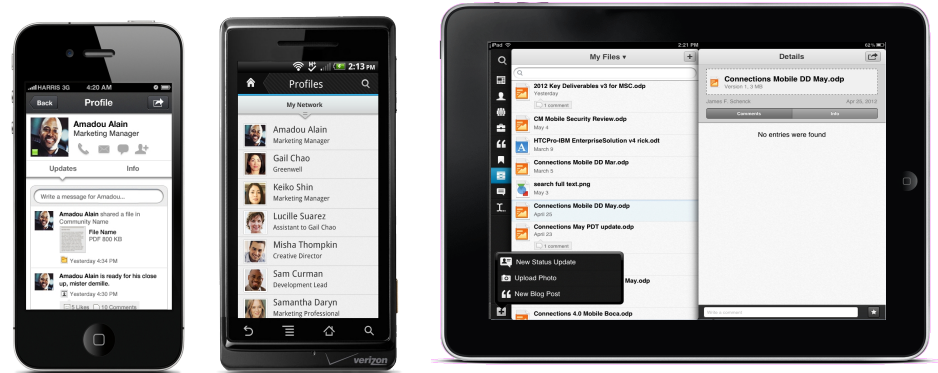 HARRIS 3G 4:20 AM
Back Profile
Amadou Alain
Marketing Manager
Updates Info
Write a message for Amadou...
Amadou Alain shared a file in
Community Name
File Name
PDF 800 KB
Yesterday 4:34 PM
Amadou Alain is ready for his close
up, mister demille.
Yesterday 4:30 PM
5 Likes 10 Comments
2:13 PM
Profiles
My Network
Amadou Alain
Marketing Manager
Gail Chao
Greenwell
Keiko Shin
Marketing Manager
Lucille Suarez
Assistant to Gail Chao
Misha Thompkin
Creative Director
Sam Curman
Development Lead
Samantha Daryn
Marketing Professional
verizon
iPad 2:21 PM 62%
My Files ▾ +
2012 Key Deliverables v3 for MSC.odp
Yesterday
1 comment
CM Mobile Security Review.odp
May 4
HTCPro-IBM EnterpriseSolution v4 rick.odt
March 9
Connections Mobile DD Mar.odp
March 5
search full text.png
May 3
Connections Mobile DD May.odp
April 25
Connections May PDT update.odp
April 23
1 comment
New Status Update
Upload Photo
May.odp
New Blog Post
Connections 4.0 Mobile Boca.odp
Details
Connections Mobile DD May.odp
Version 1, 3 MB
James F. Schenck Apr 25, 2012
Comments Info
No entries were found
Write a comment